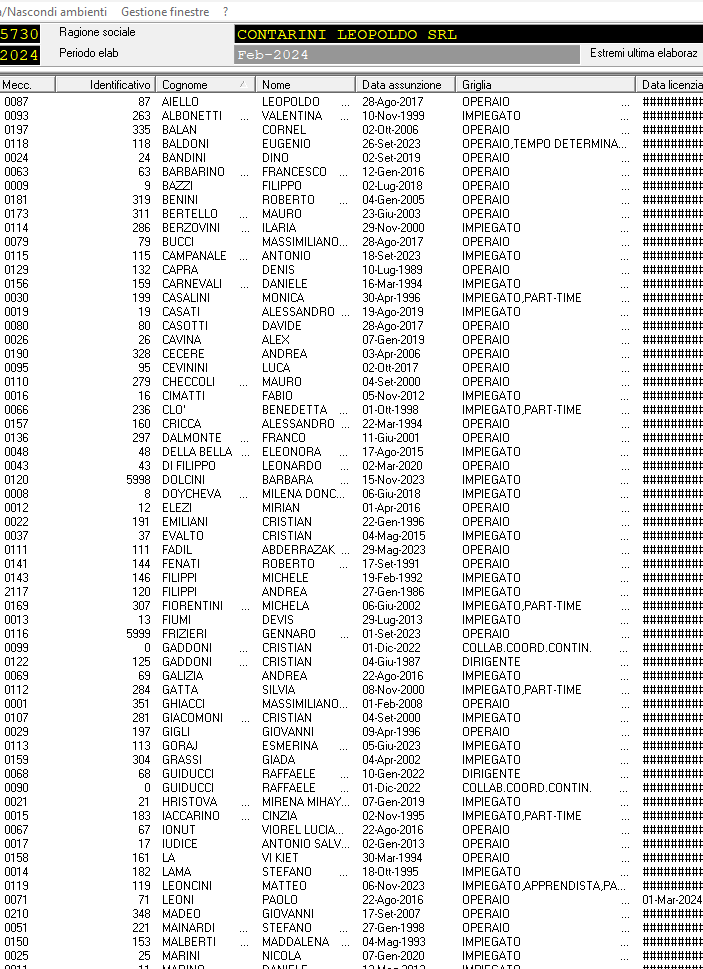 a/Nascondi ambienti Gestione finestre ?
5730 Ragione sociale CONTARINI LEOPOLDO SRL
2024 Periodo elab Feb-2024 Estremi ultima elaboraz
Mecc. Identificativo Cognome Nome Data assunzione Griglia Data licenzia
0087 87 AIELLO LEOPOLDO ... 28-Ago-2017 OPERAIO ... ##########
0093 263 ALBONETTI ... VALENTINA ... 10-Nov-1999 IMPIEGATO ... ##########
0197 335 BALAN CORNEL 02-Ott-2006 OPERAIO ... ##########
0118 118 BALDONI EUGENIO 26-Set-2023 OPERAIO,TEMPO DETERMINA... ##########
0024 24 BANDINI DINO 02-Set-2019 OPERAIO ... ##########
0063 63 BARBARINO ... FRANCESCO ... 12-Gen-2016 OPERAIO ... ##########
0009 9 BAZZI FILIPPO 02-Lug-2018 OPERAIO ... ##########
0181 319 BENINI ROBERTO ... 04-Gen-2005 OPERAIO ... ##########
0173 311 BERTELLO ... MAURO 23-Giu-2003 OPERAIO ... ##########
0114 286 BERZOVINI ... ILARIA 29-Nov-2000 IMPIEGATO ... ##########
0079 79 BUCCI MASSIMILIANO... 28-Ago-2017 OPERAIO ... ##########
0115 115 CAMPANALE ... ANTONIO 18-Set-2023 IMPIEGATO ... ##########
0129 132 CAPRA DENIS 10-Lug-1989 OPERAIO ... ##########
0156 159 CARNEVALI ... DANIELE 16-Mar-1994 IMPIEGATO ... ##########
0030 199 CASALINI MONICA 30-Apr-1996 IMPIEGATO,PART-TIME ... ##########
0019 19 CASATI ALESSANDRO ... 19-Ago-2019 IMPIEGATO ... ##########
0080 80 CASOTTI DAVIDE 28-Ago-2017 OPERAIO ... ##########
0026 26 CAVINA ALEX 07-Gen-2019 OPERAIO ... ##########
0190 328 CECERE ANDREA 03-Apr-2006 OPERAIO ... ##########
0095 95 CEVININI LUCA 02-Ott-2017 OPERAIO ... ##########
0110 279 CHECCOLI ... MAURO 04-Set-2000 OPERAIO ... ##########
0016 16 CIMATTI FABIO 05-Nov-2012 IMPIEGATO ... ##########
0066 236 CLO' BENEDETTA ... 01-Ott-1998 IMPIEGATO,PART-TIME ... ##########
0157 160 CRICCA ALESSANDRO ... 22-Mar-1994 OPERAIO ... ##########
0136 297 DALMONTE ... FRANCO 11-Giu-2001 OPERAIO ... ##########
0048 48 DELLA BELLA ... ELEONORA ... 17-Ago-2015 IMPIEGATO ... ##########
0043 43 DI FILIPPO LEONARDO ... 02-Mar-2020 OPERAIO ... ##########
0120 5998 DOLCINI BARBARA ... 15-Nov-2023 IMPIEGATO ... ##########
0008 8 DOYCHEVA ... MILENA DONC... 06-Giu-2018 IMPIEGATO ... ##########
0012 12 ELEZI MIRIAN 01-Apr-2016 OPERAIO ... ##########
0022 191 EMILIANI CRISTIAN 22-Gen-1996 OPERAIO ... ##########
0037 37 EVALTO CRISTIAN 04-Mag-2015 IMPIEGATO ... ##########
0111 111 FADIL ABDERRAZAK ... 29-Mag-2023 OPERAIO ... ##########
0141 144 FENATI ROBERTO ... 17-Set-1991 OPERAIO ... ##########
0143 146 FILIPPI MICHELE 19-Feb-1992 IMPIEGATO ... ##########
2117 120 FILIPPI ANDREA 27-Gen-1986 IMPIEGATO ... ##########
0169 307 FIORENTINI ... MICHELA 06-Giu-2002 IMPIEGATO,PART-TIME ... ##########
0013 13 FIUMI DEVIS 29-Lug-2013 IMPIEGATO ... ##########
0116 5999 FRIZIERI GENNARO ... 01-Set-2023 OPERAIO ... ##########
0099 0 GADDONI ... CRISTIAN 01-Dic-2022 COLLAB.COORD.CONTIN. ... ##########
0122 125 GADDONI ... CRISTIAN 04-Giu-1987 DIRIGENTE ... ##########
0069 69 GALIZIA ANDREA 22-Ago-2016 IMPIEGATO ... ##########
0112 284 GATTA SILVIA 08-Nov-2000 IMPIEGATO,PART-TIME ... ##########
0001 351 GHIACCI MASSIMILIANO... 01-Feb-2008 OPERAIO ... ##########
0107 281 GIACOMONI ... CRISTIAN 04-Set-2000 IMPIEGATO ... ##########
0029 197 GIGLI GIOVANNI 09-Apr-1996 OPERAIO ... ##########
0113 113 GORAJ ESMERINA ... 05-Giu-2023 IMPIEGATO ... ##########
0159 304 GRASSI GIADA 04-Apr-2002 IMPIEGATO ... ##########
0068 68 GUIDUCCI RAFFAELE ... 10-Gen-2022 DIRIGENTE ... ##########
0090 0 GUIDUCCI RAFFAELE ... 01-Dic-2022 COLLAB.COORD.CONTIN. ... ##########
0021 21 HRISTOVA ... MIRENA MIHAY... 07-Gen-2019 IMPIEGATO ... ##########
0015 183 IACCARINO ... CINZIA 02-Nov-1995 IMPIEGATO,PART-TIME ... ##########
0067 67 IONUT VIOREL LUCIA... 22-Ago-2016 OPERAIO ... ##########
0017 17 IUDICE ANTONIO SALV... 02-Gen-2013 OPERAIO ... ##########
0158 161 LA VI KIET 30-Mar-1994 OPERAIO ... ##########
0014 182 LAMA STEFANO ... 18-Ott-1995 IMPIEGATO ... ##########
0119 119 LEONCINI MATTEO 06-Nov-2023 IMPIEGATO,APPRENDISTA,PA... ##########
0071 71 LEONI PAOLO 22-Ago-2016 OPERAIO ... 01-Mar-2024
0210 348 MADEO GIOVANNI 17-Set-2007 OPERAIO ... ##########
0051 221 MAINARDI ... STEFANO ... 27-Gen-1998 OPERAIO ... ##########
0150 153 MALBERTI ... MADDALENA ... 04-Mag-1993 IMPIEGATO ... ##########
0025 25 MARINI NICOLA 07-Gen-2020 IMPIEGATO ... ##########